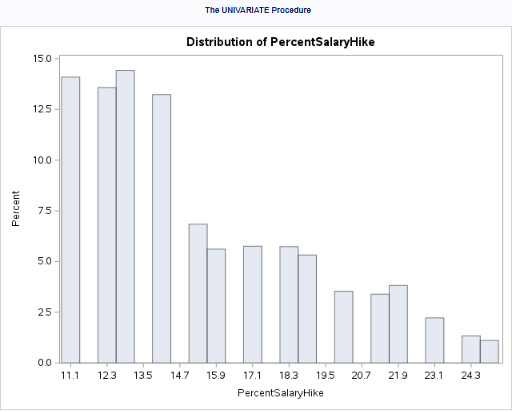 The UNIVARIATE Procedure
Distribution of PercentSalaryHike
15.0
12.5
10.0
7.5
5.0
2.5
0.0
Percent
11.1 12.3 13.5 14.7 15.9 17.1 18.3 19.5 20.7 21.9 23.1 24.3
PercentSalaryHike